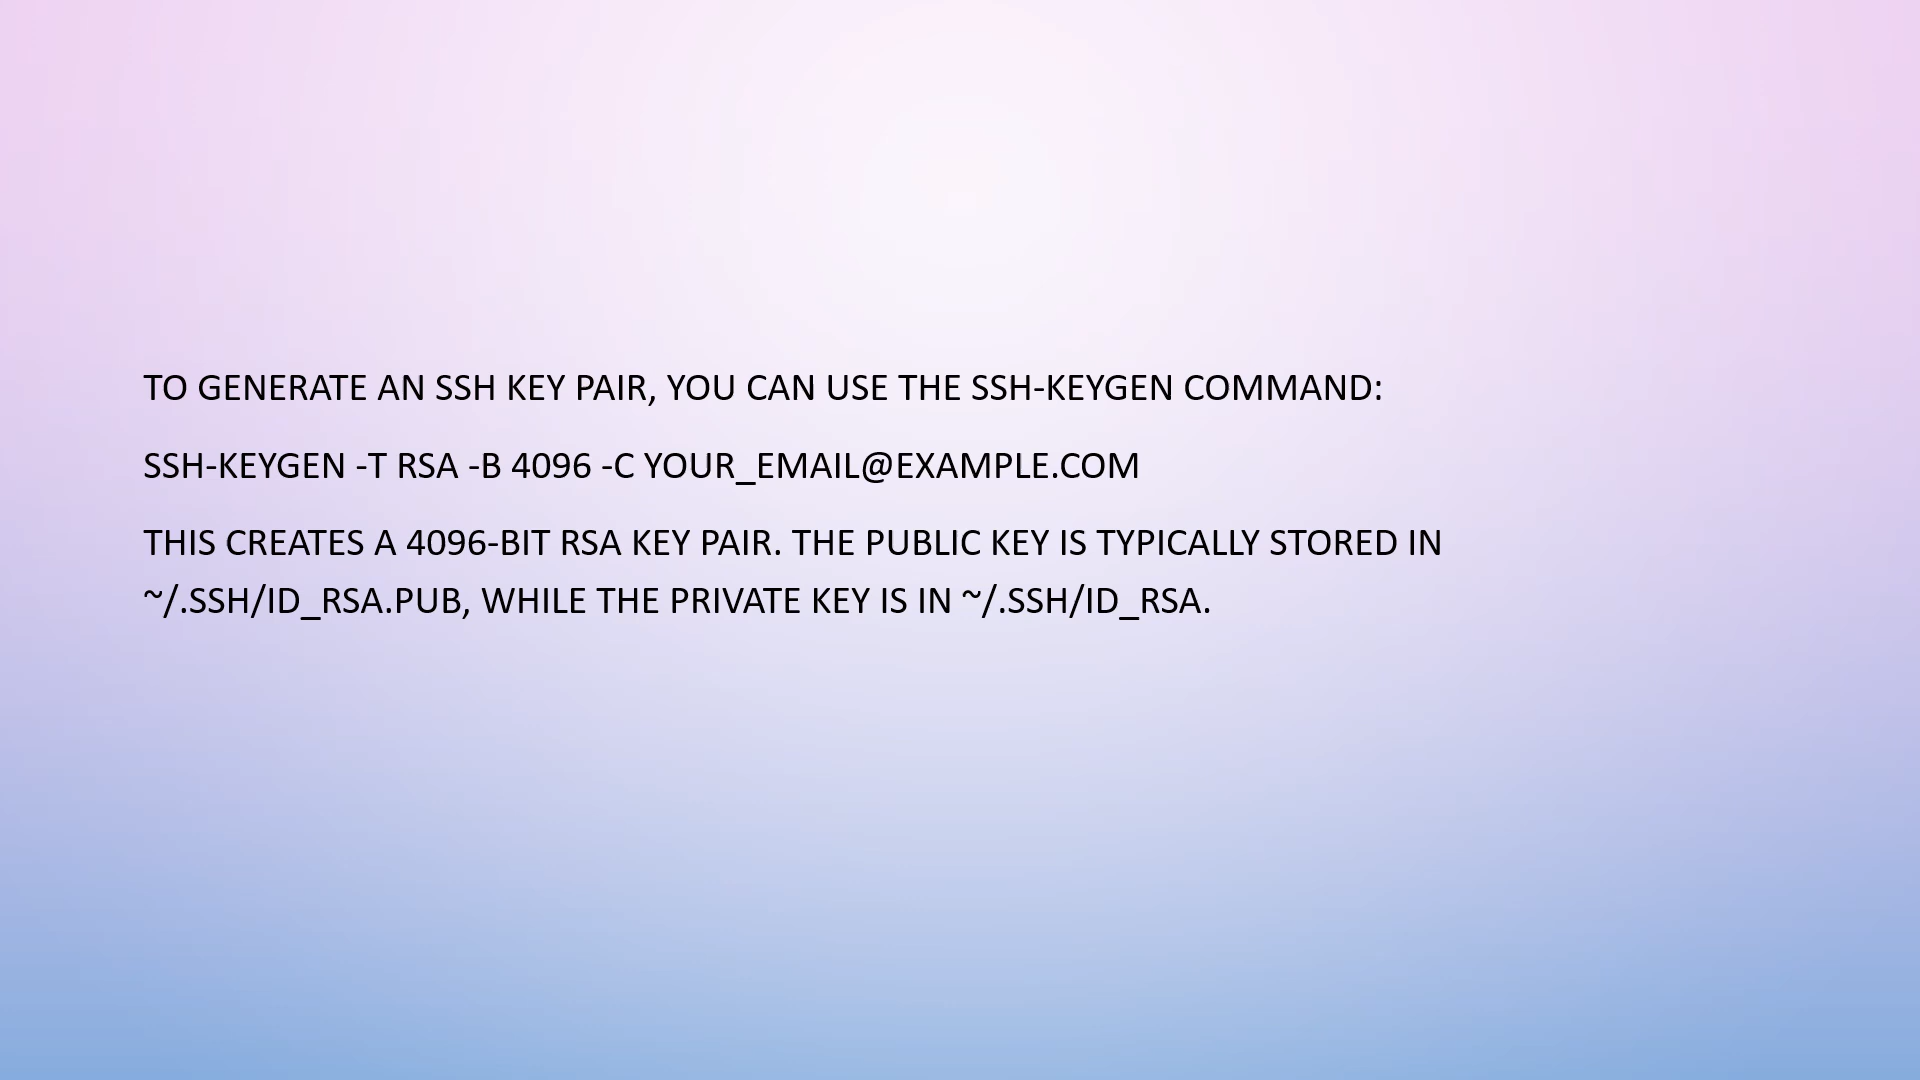 TO GENERATE AN SSH KEY PAIR, YOU CAN USE THE SSH-KEYGEN COMMAND:
SSH-KEYGEN -T RSA -B 4096 -C YOUR_EMAIL@EXAMPLE.COM
THIS CREATES A 4096-BIT RSA KEY PAIR. THE PUBLIC KEY IS TYPICALLY STORED IN
~/.SSH/ID_RSA.PUB, WHILE THE PRIVATE KEY IS IN ~/.SSH/ID_RSA.